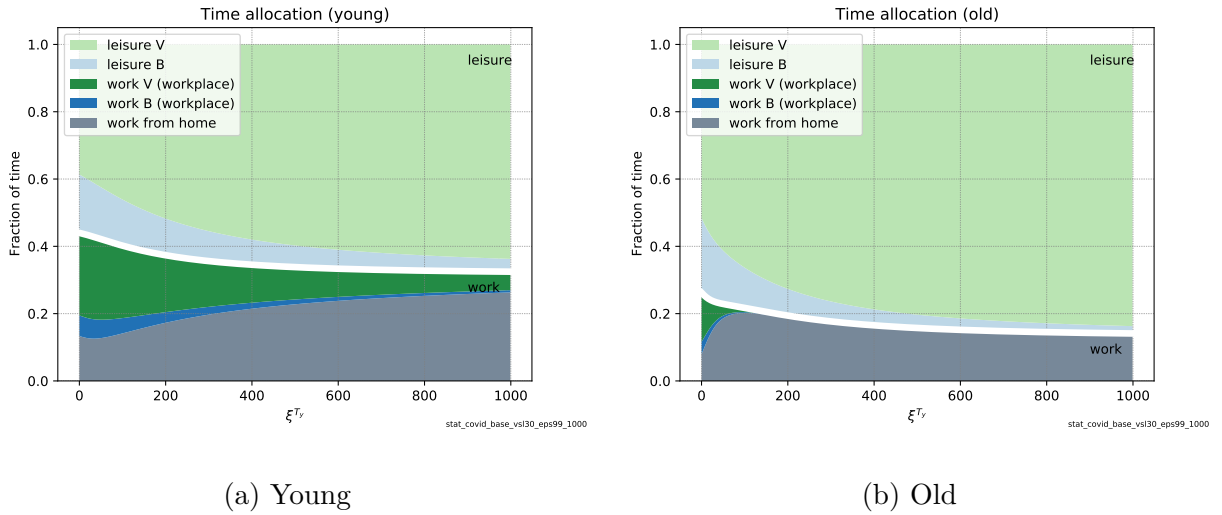 Time allocation (young)
1.0
0.8
0.6
0.4
0.2
0.0
Fraction of time
leisure V
leisure B
work V (workplace)
work B (workplace)
work from home
leisure
work
0 200 400 600 800 1000
ξ^{T_y}
stat_covid_base_vsl30_eps99_1000
(a) Young
Time allocation (old)
1.0
0.8
0.6
0.4
0.2
0.0
Fraction of time
leisure V
leisure B
work V (workplace)
work B (workplace)
work from home
leisure
work
0 200 400 600 800 1000
ξ^{T_y}
stat_covid_base_vsl30_eps99_1000
(b) Old